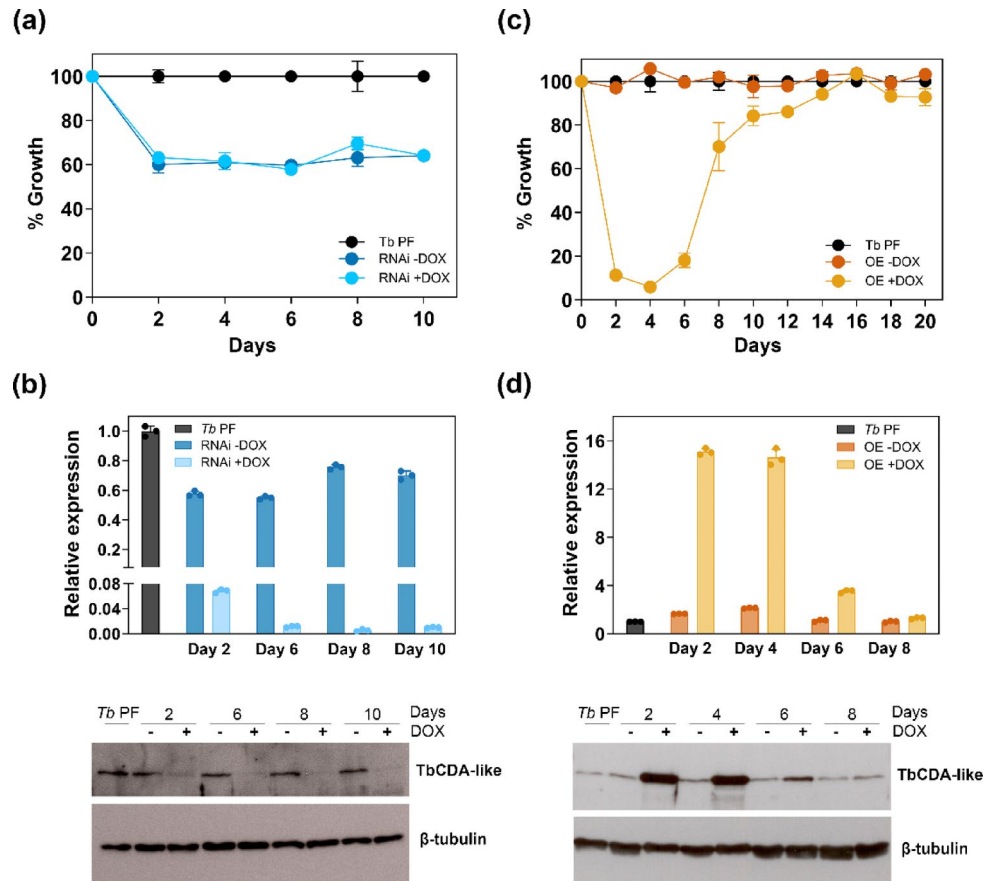 (a)
% Growth
100
80
60
40
20
0
0 2 4 6 8 10
Days
Tb PF
RNAi -DOX
RNAi +DOX
(c)
% Growth
100
80
60
40
20
0
0 2 4 6 8 10 12 14 16 18 20
Days
Tb PF
OE -DOX
OE +DOX
(b)
Relative expression
1.0
0.8
0.6
0.4
0.08
0.04
0.00
Tb PF
RNAi -DOX
RNAi +DOX
Day 2 Day 6 Day 8 Day 10
Tb PF 2 6 8 10 Days
- + - + - + - + DOX
TbCDA-like
β-tubulin
(d)
Relative expression
16
12
8
4
0
Tb PF
OE -DOX
OE +DOX
Day 2 Day 4 Day 6 Day 8
Tb PF 2 4 6 8 Days
- + - + - + - + DOX
TbCDA-like
β-tubulin